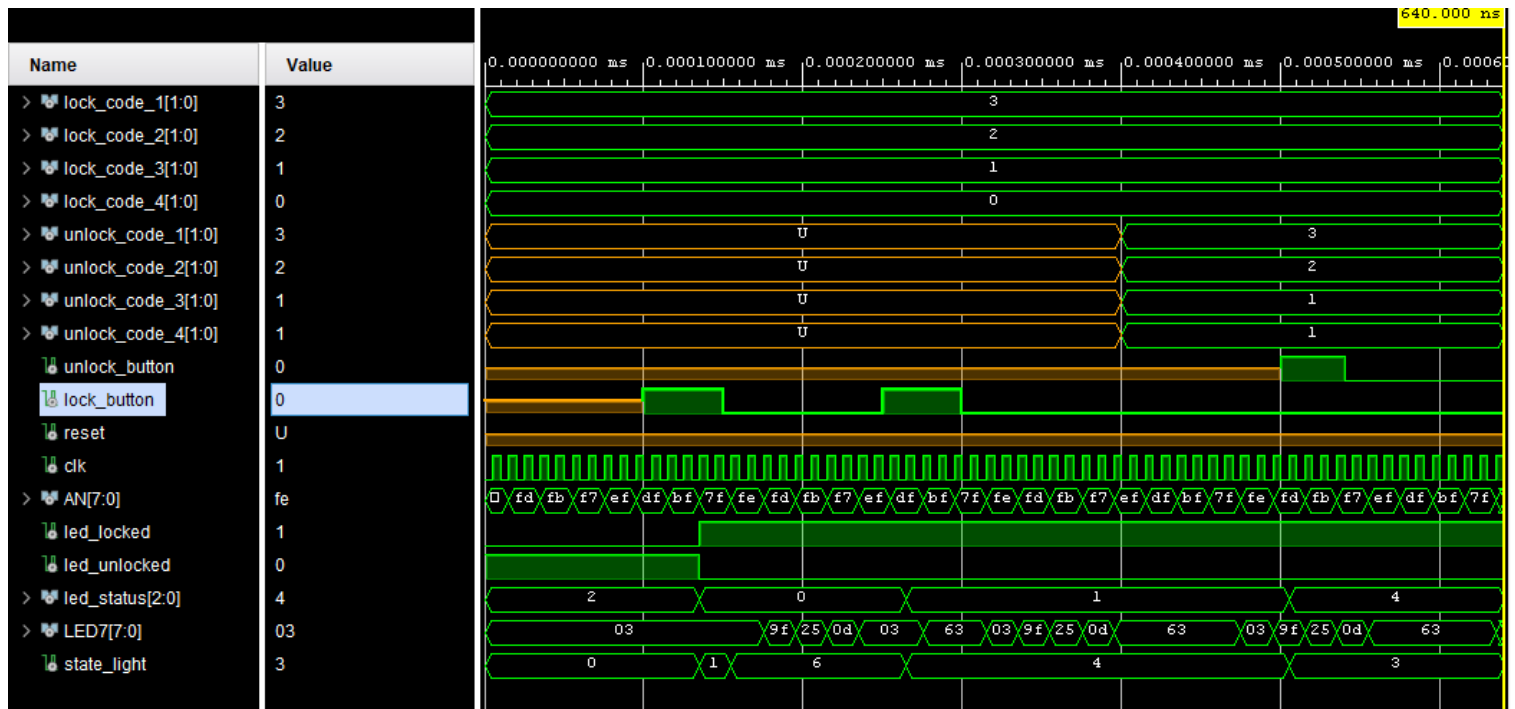 640.000 ns
Name Value 0.000000000 ms 0.000100000 ms 0.000200000 ms 0.000300000 ms 0.000400000 ms 0.000500000 ms 0.0006
lock_code_1[1:0] 3 3
lock_code_2[1:0] 2 2
lock_code_3[1:0] 1 1
lock_code_4[1:0] 0 0
unlock_code_1[1:0] 3 U 3
unlock_code_2[1:0] 2 U 2
unlock_code_3[1:0] 1 U 1
unlock_code_4[1:0] 1 U 1
unlock_button 0
lock_button 0
reset U
clk 1
AN[7:0] fe fd fb f7 ef df bf 7f fe fd fb f7 ef df bf 7f fe fd fb f7 ef df bf 7f fe fd fb f7 ef df bf 7f
led_locked 1
led_unlocked 0
led_status[2:0] 4 2 0 1 4
LED7[7:0] 03 03 9f 25 0d 03 63 03 9f 25 0d 63 03 9f 25 0d 63
state_light 3 0 1 6 4 3